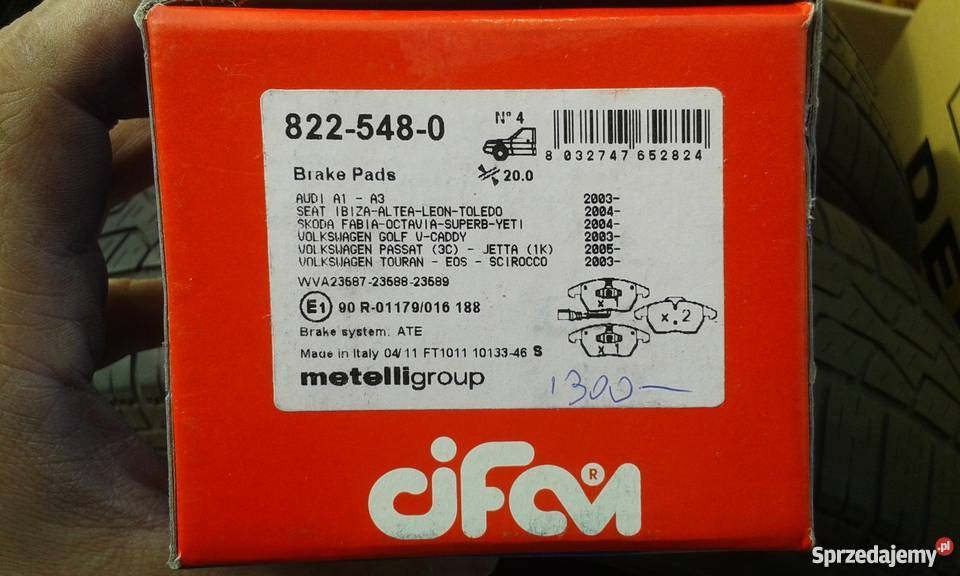 822-548-0
N° 4
8 032747 652824
Brake Pads
20.0
AUDI A1 - A3 2003-
SEAT IBIZA-ALTEA-LEON-TOLEDO 2004-
SKODA FABIA-OCTAVIA-SUPERB-YETI 2004-
VOLKSWAGEN GOLF V-CADDY 2003-
VOLKSWAGEN PASSAT (3C) - JETTA (1K) 2005-
VOLKSWAGEN TOURAN - EOS - SCIROCCO 2003-
WVA23587-23588-23589
E1 90 R-01179/016 188
x 1
x 2
x 1
Brake system: ATE
Made in Italy 04/11 FT1011 10133-46 S
metelligroup
1300-
cifam ®
DE
Sprzedajemy.pl